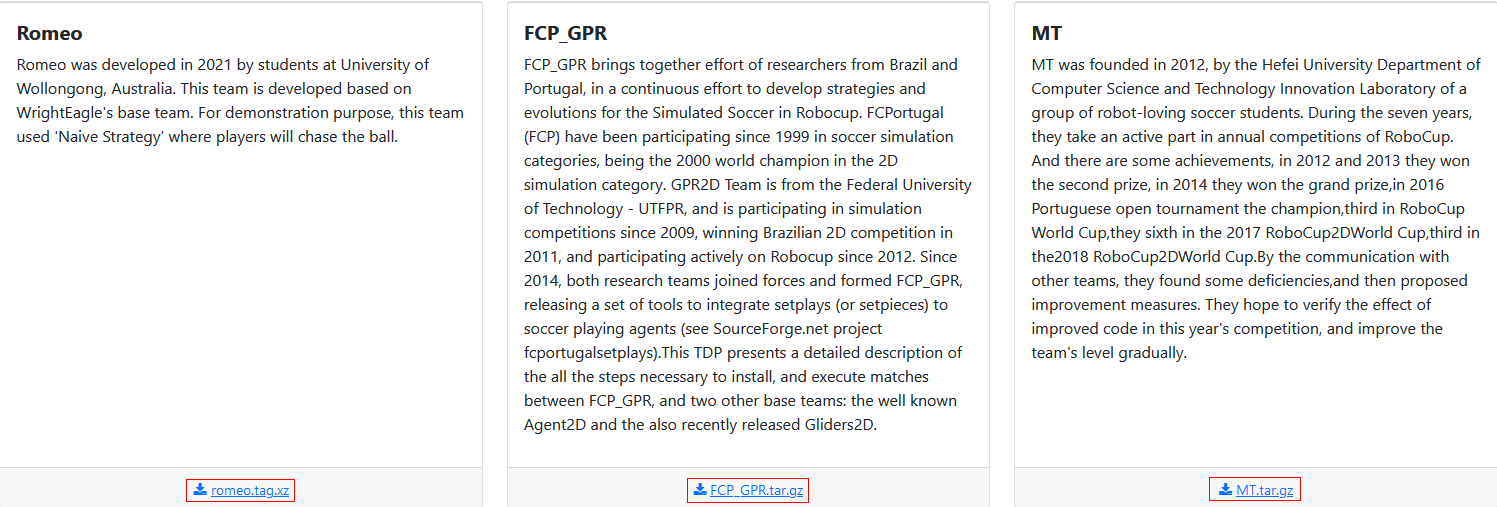 Romeo
Romeo was developed in 2021 by students at University of
Wollongong, Australia. This team is developed based on
WrightEagle's base team. For demonstration purpose, this team
used 'Naive Strategy' where players will chase the ball.
romeo.tag.xz
FCP_GPR
FCP_GPR brings together effort of researchers from Brazil and
Portugal, in a continuous effort to develop strategies and
evolutions for the Simulated Soccer in Robocup. FCPortugal
(FCP) have been participating since 1999 in soccer simulation
categories, being the 2000 world champion in the 2D
simulation category. GPR2D Team is from the Federal University
of Technology - UTFPR, and is participating in simulation
competitions since 2009, winning Brazilian 2D competition in
2011, and participating actively on Robocup since 2012. Since
2014, both research teams joined forces and formed FCP_GPR,
releasing a set of tools to integrate setplays (or setpieces) to
soccer playing agents (see SourceForge.net project
fcportugalsetplays).This TDP presents a detailed description of
the all the steps necessary to install, and execute matches
between FCP_GPR, and two other base teams: the well known
Agent2D and the also recently released Gliders2D.
FCP_GPR.tar.gz
MT
MT was founded in 2012, by the Hefei University Department of
Computer Science and Technology Innovation Laboratory of a
group of robot-loving soccer students. During the seven years,
they take an active part in annual competitions of RoboCup.
And there are some achievements, in 2012 and 2013 they won
the second prize, in 2014 they won the grand prize,in 2016
Portuguese open tournament the champion,third in RoboCup
World Cup,they sixth in the 2017 RoboCup2DWorld Cup,third in
the2018 RoboCup2DWorld Cup.By the communication with
other teams, they found some deficiencies,and then proposed
improvement measures. They hope to verify the effect of
improved code in this year's competition, and improve the
team's level gradually.
MT.tar.gz